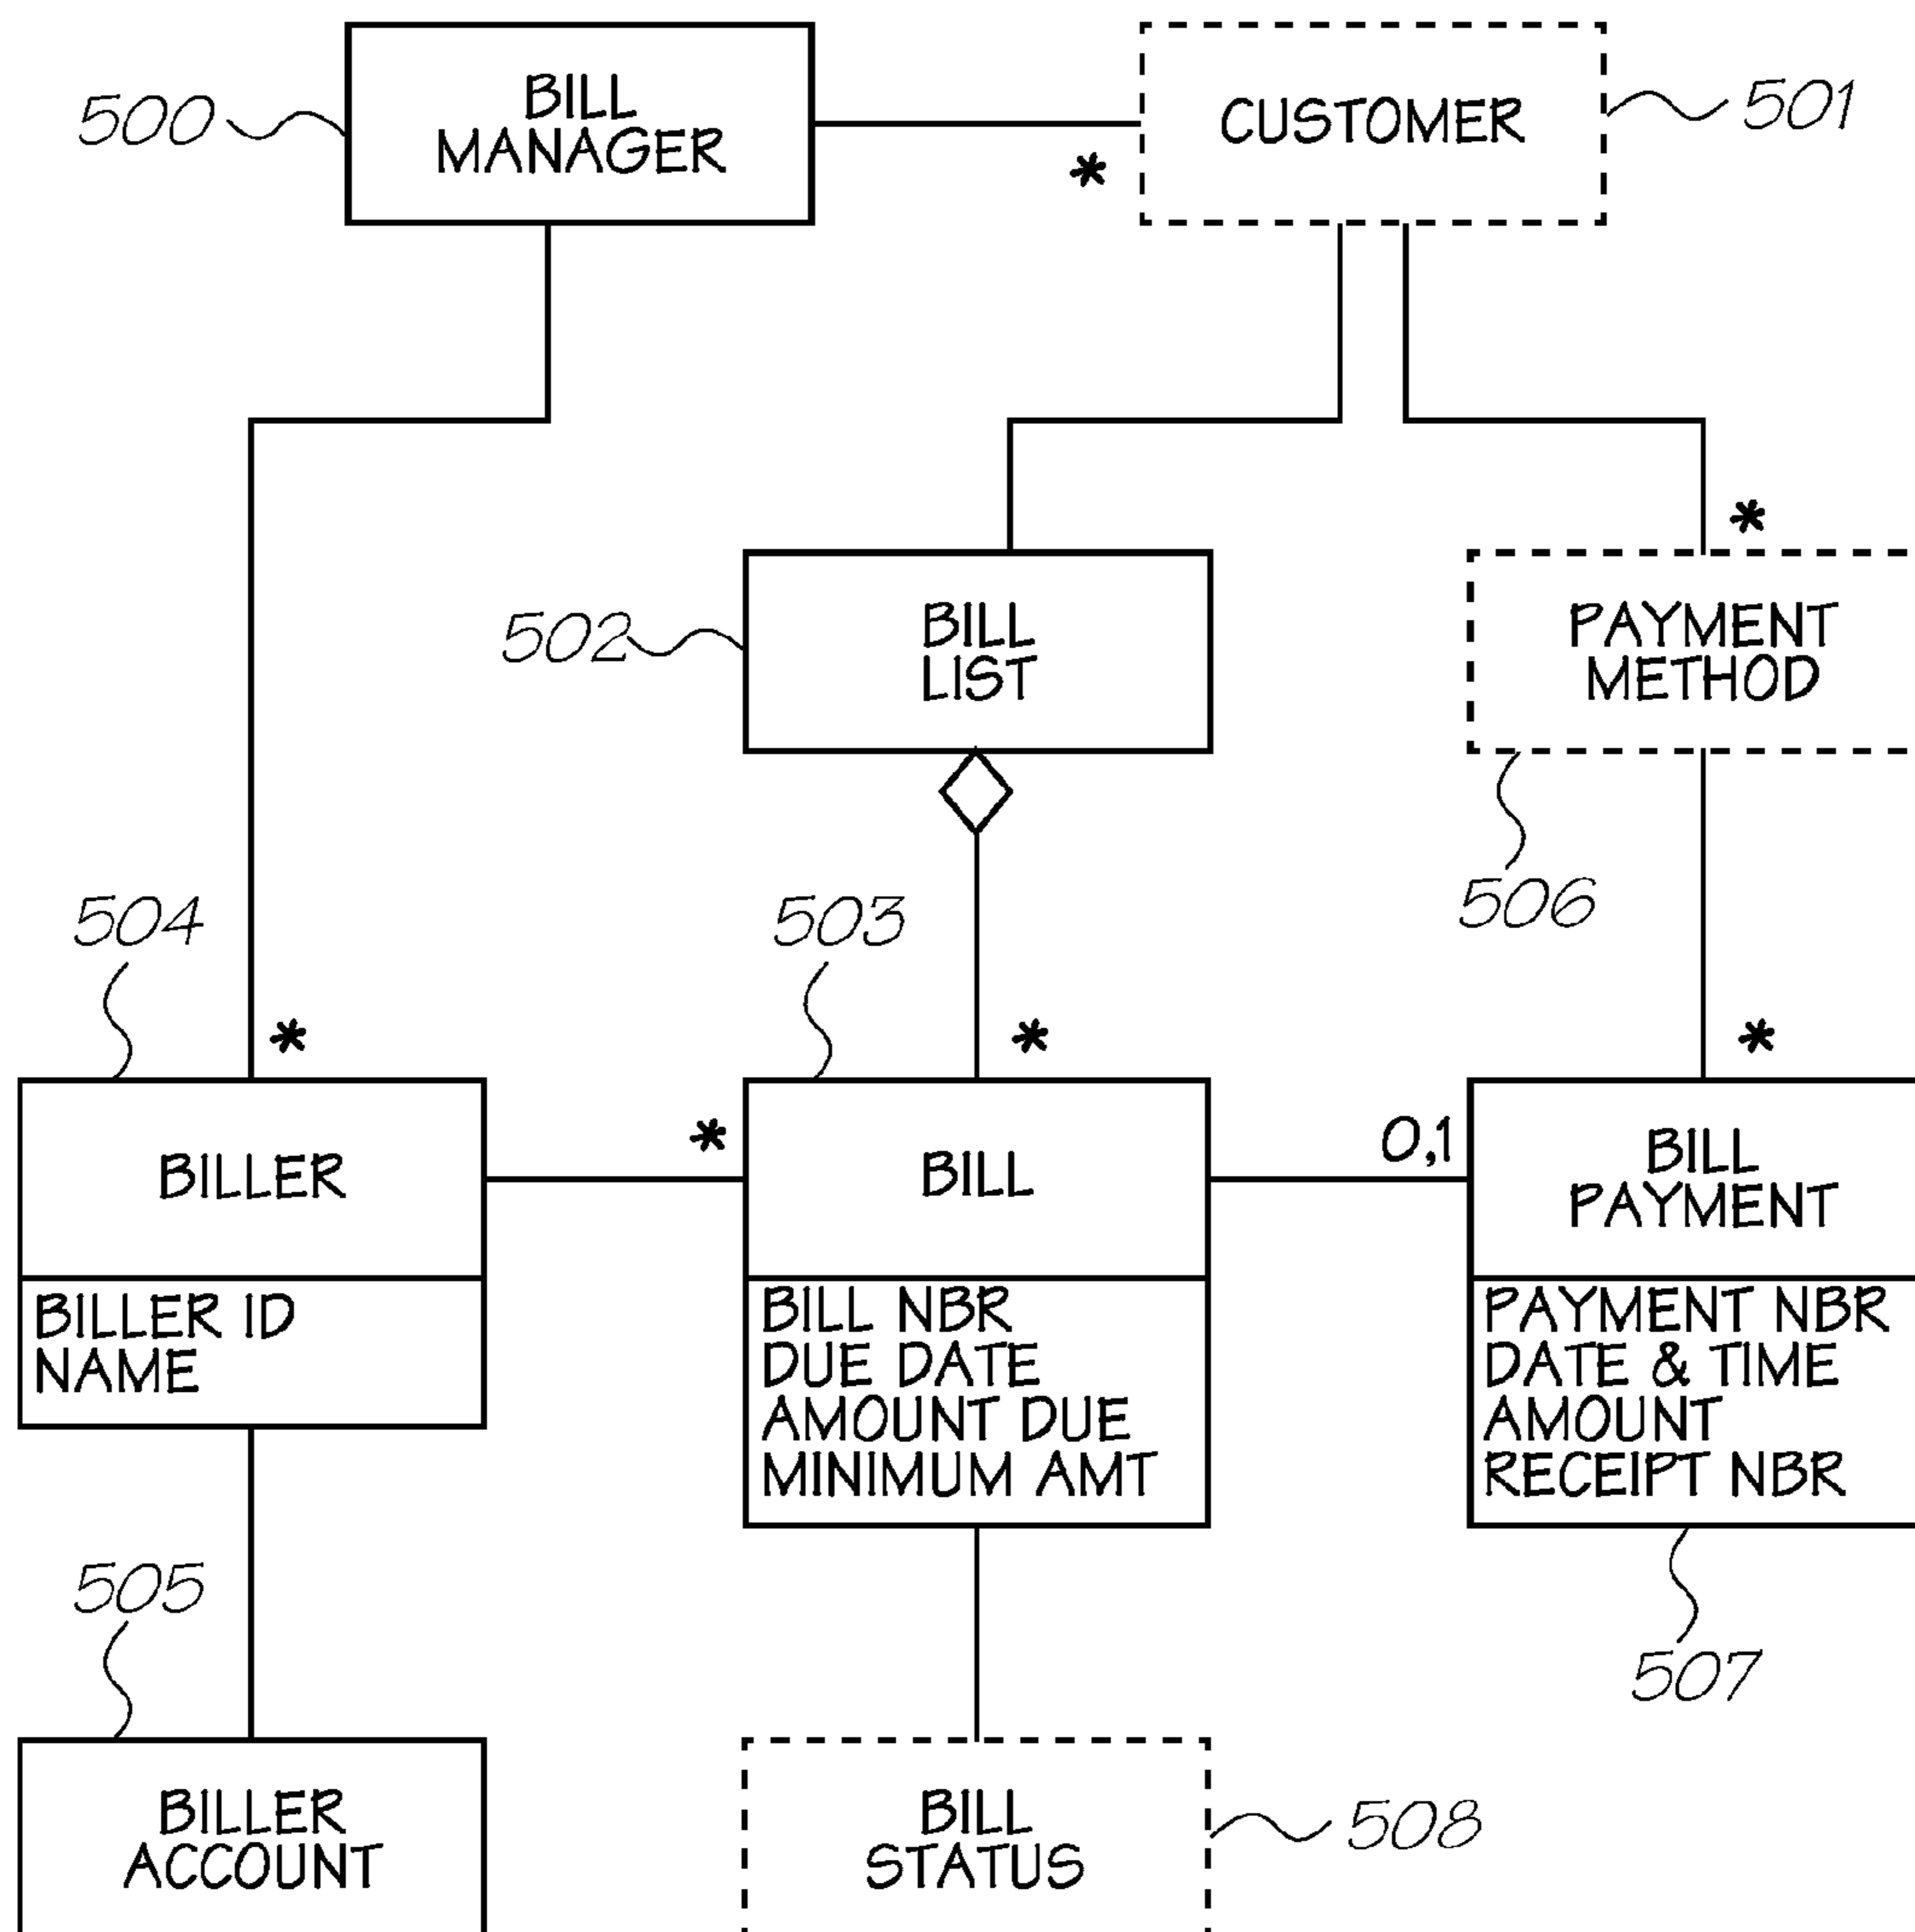 500
BILL
MANAGER
CUSTOMER
501
*
502
BILL
LIST
*
PAYMENT
METHOD
506
504
503
*
*
*
BILLER
*
BILL
0,1
BILL
PAYMENT
BILLER ID
NAME
BILL NBR
DUE DATE
AMOUNT DUE
MINIMUM AMT
PAYMENT NBR
DATE & TIME
AMOUNT
RECEIPT NBR
505
507
BILLER
ACCOUNT
BILL
STATUS
508